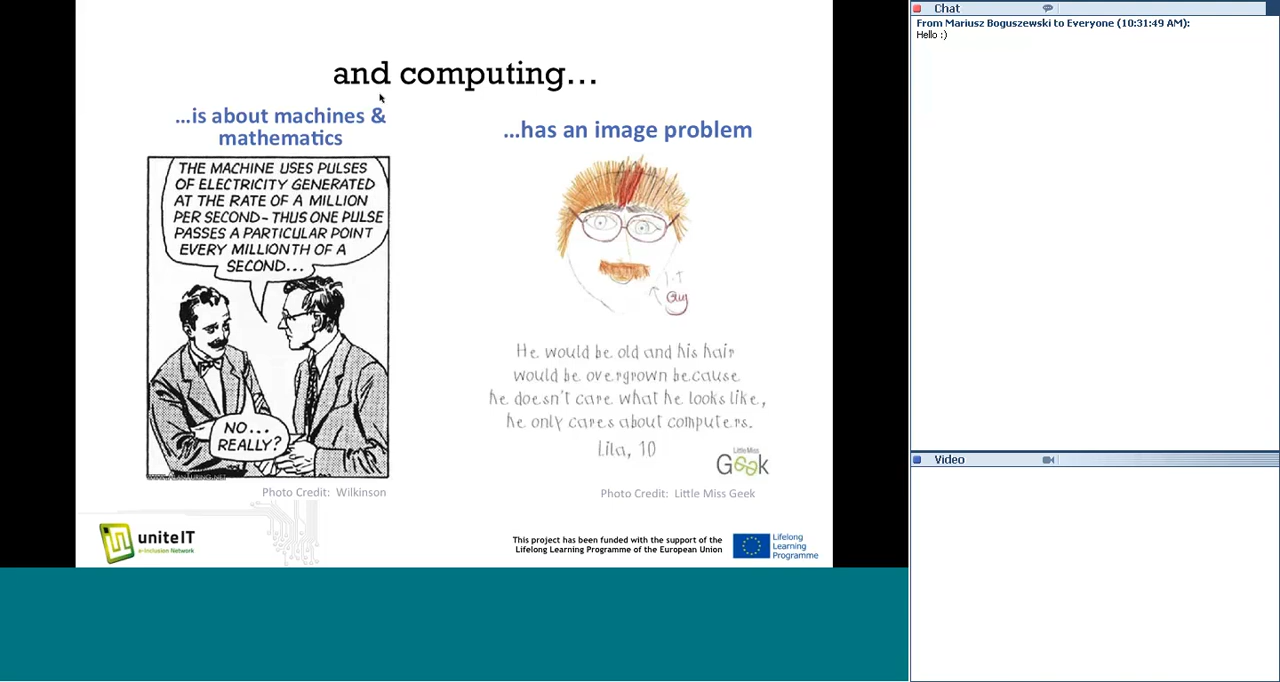 and computing...
...is about machines &
mathematics
THE MACHINE USES PULSES
OF ELECTRICITY GENERATED
AT THE RATE OF A MILLION
PER SECOND- THUS ONE PULSE
PASSES A PARTICULAR POINT
EVERY MILLIONTH OF A
SECOND...
NO...
REALLY?
Photo Credit: Wilkinson
...has an image problem
I.T
Guy
He would be old and his hair
would be overgrown because
he doesn't care what he looks like,
he only cares about computers.
Lila, 10
Little Miss
Geek
Photo Credit: Little Miss Geek
uniteIT
e-Inclusion Network
This project has been funded with the support of the
Lifelong Learning Programme of the European Union
Lifelong
Learning
Programme
Chat
From Mariusz Boguszewski to Everyone (10:31:49 AM):
Hello :)
Video